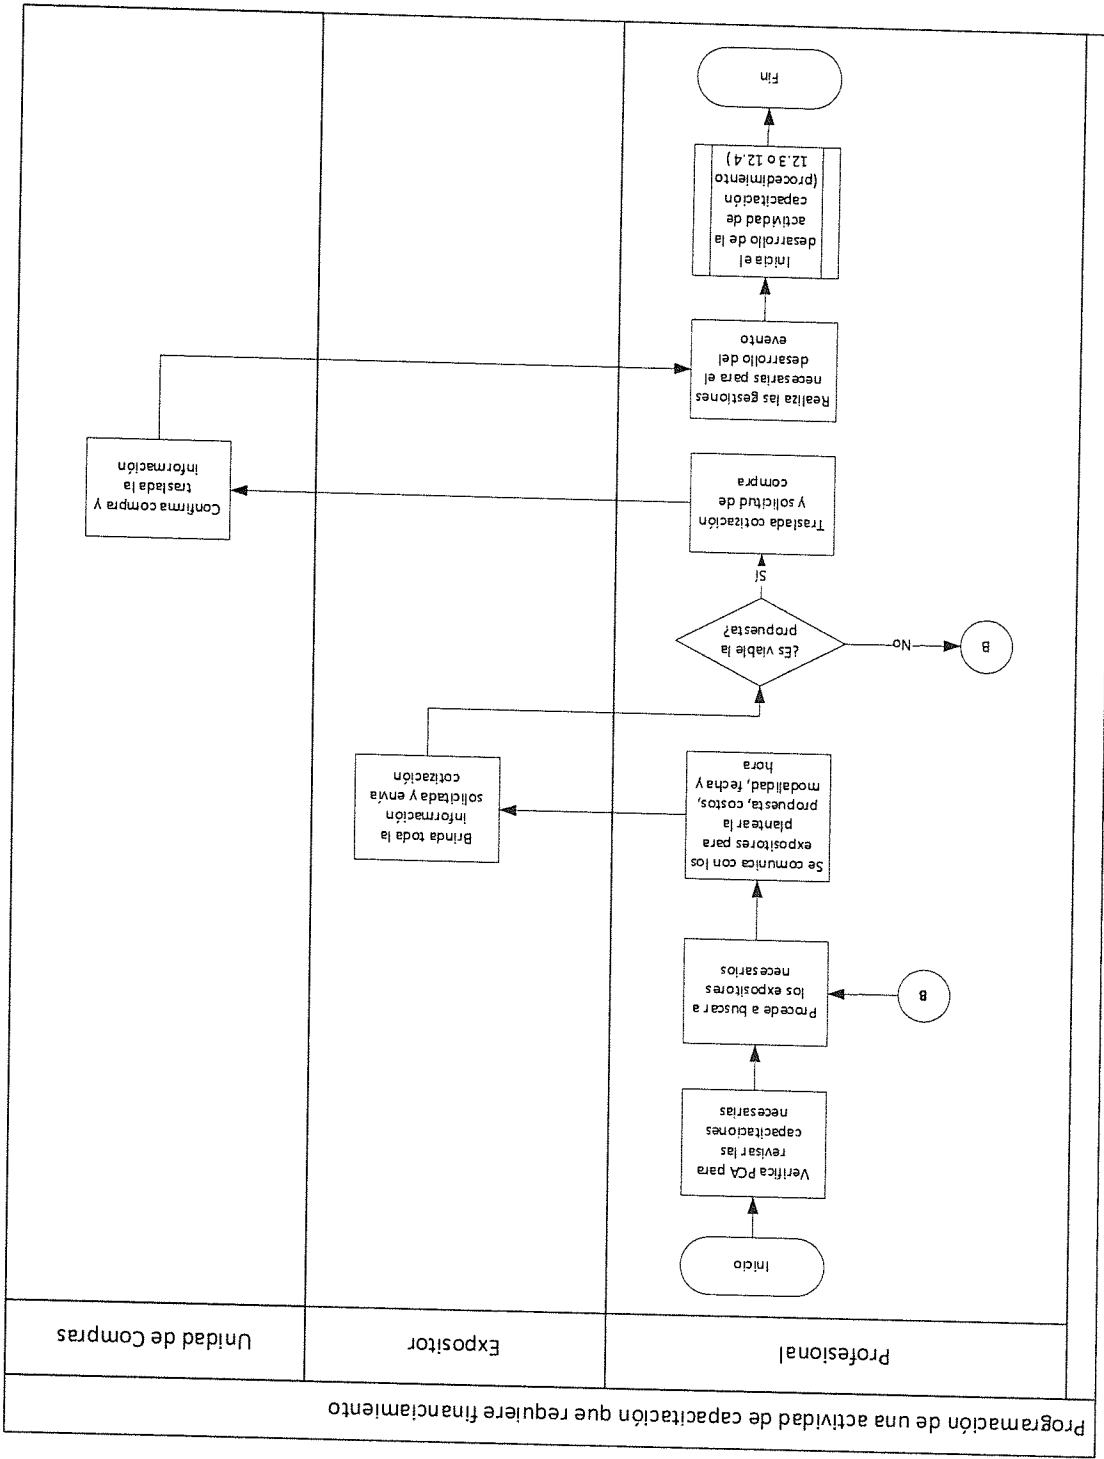 Programación de una actividad de capacitación que requiere financiamiento
Profesional
Expositor
Unidad de Compras
Inicio
Verifica PCA para
revisar las
capacitaciones
necesarias
Procede a buscar a
los expositores
necesarios
B
Se comunica con los
expositores para
plantear la
propuesta, costos,
modalidad, fecha y
hora
Brinda toda la
información
solicitada y envía
cotización
¿Es viable la
propuesta?
No
B
Sí
Traslada cotización
y solicitud de
compra
Confirma compra y
traslada la
información
Realiza las gestiones
necesarias para el
desarrollo del
evento
Inicia el
desarrollo de la
actividad de
capacitación
(procedimiento
12.3 o 12.4 )
Fin